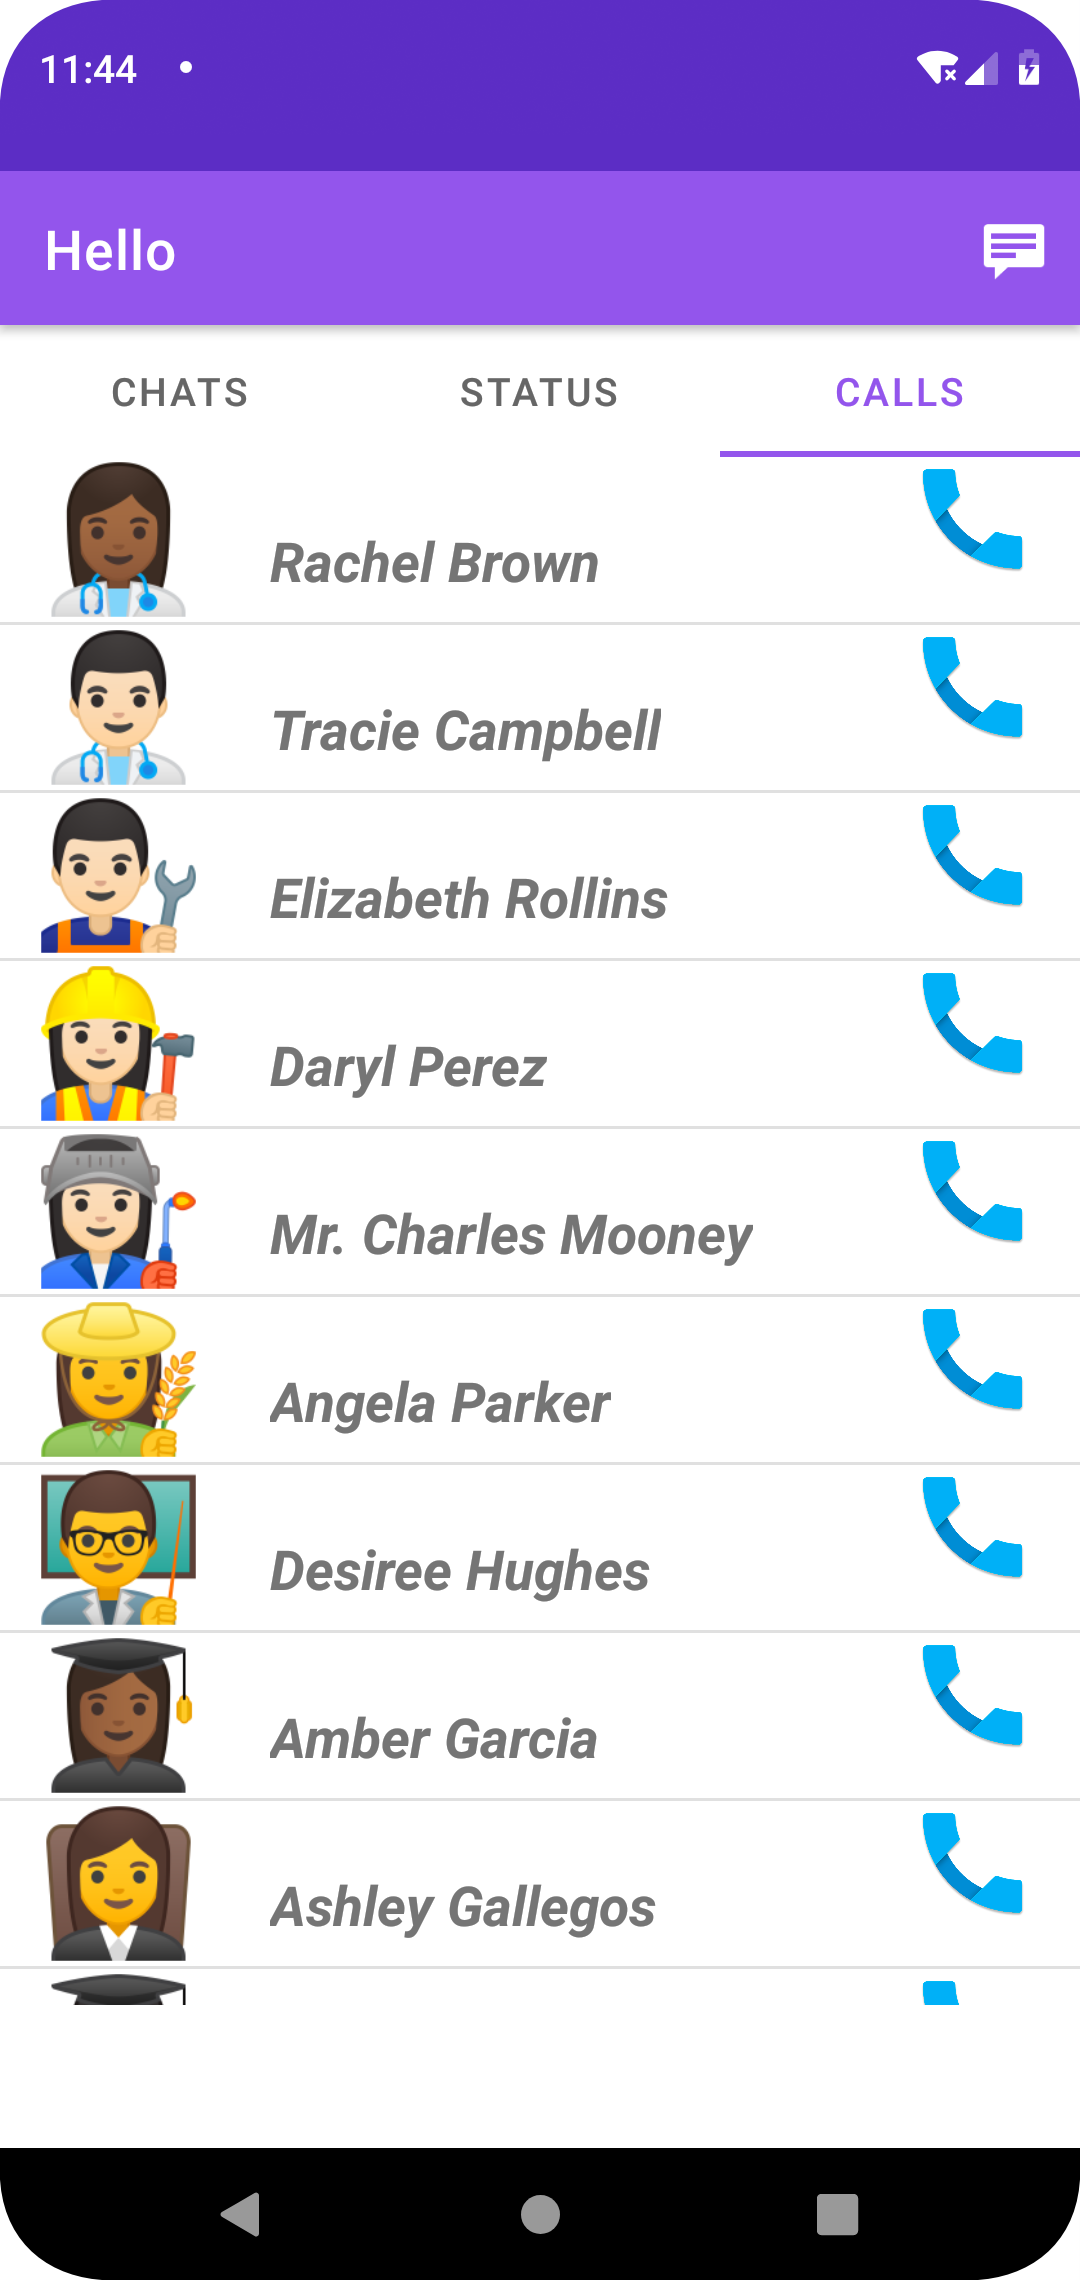 11:44
Hello
CHATS STATUS CALLS
Rachel Brown
Tracie Campbell
Elizabeth Rollins
Daryl Perez
Mr. Charles Mooney
Angela Parker
Desiree Hughes
Amber Garcia
Ashley Gallegos